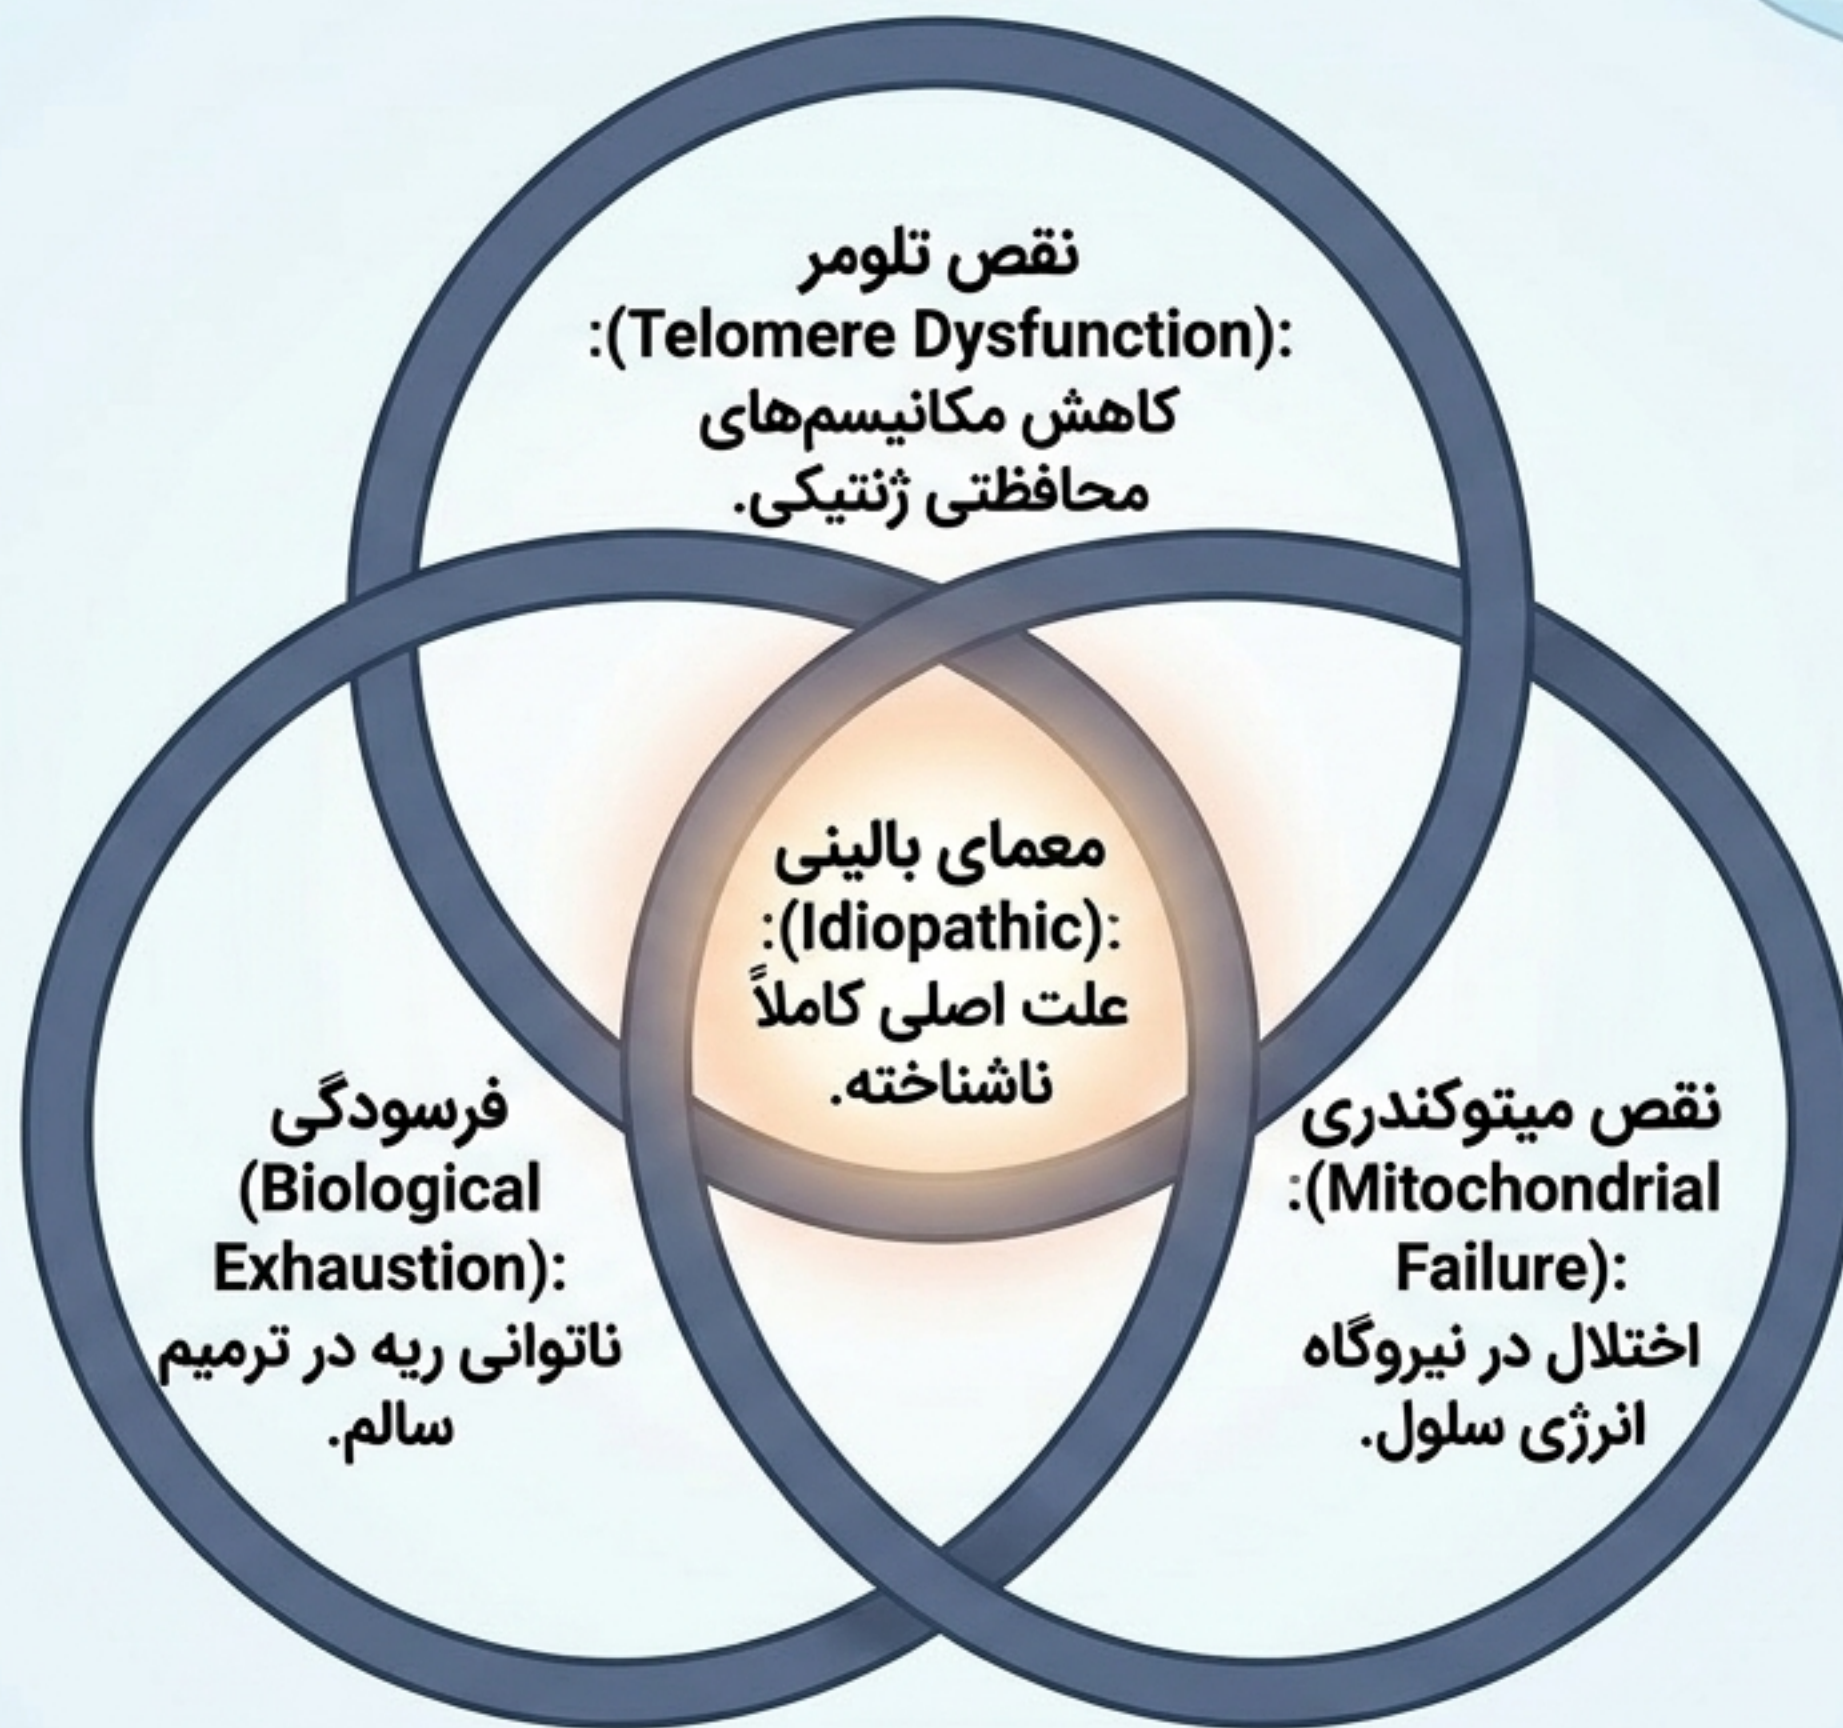 نقص تلومر
:(Telomere Dysfunction):
کاهش مکانیسم‌های
محافظتی ژنتیکی.
معمای بالینی
:(Idiopathic):
علت اصلی کاملاً
ناشناخته.
فرسودگی
(Biological
Exhaustion):
ناتوانی ریه در ترمیم
سالم.
نقص میتوکندری
:(Mitochondrial
Failure):
اختلال در نیروگاه
انرژی سلول.